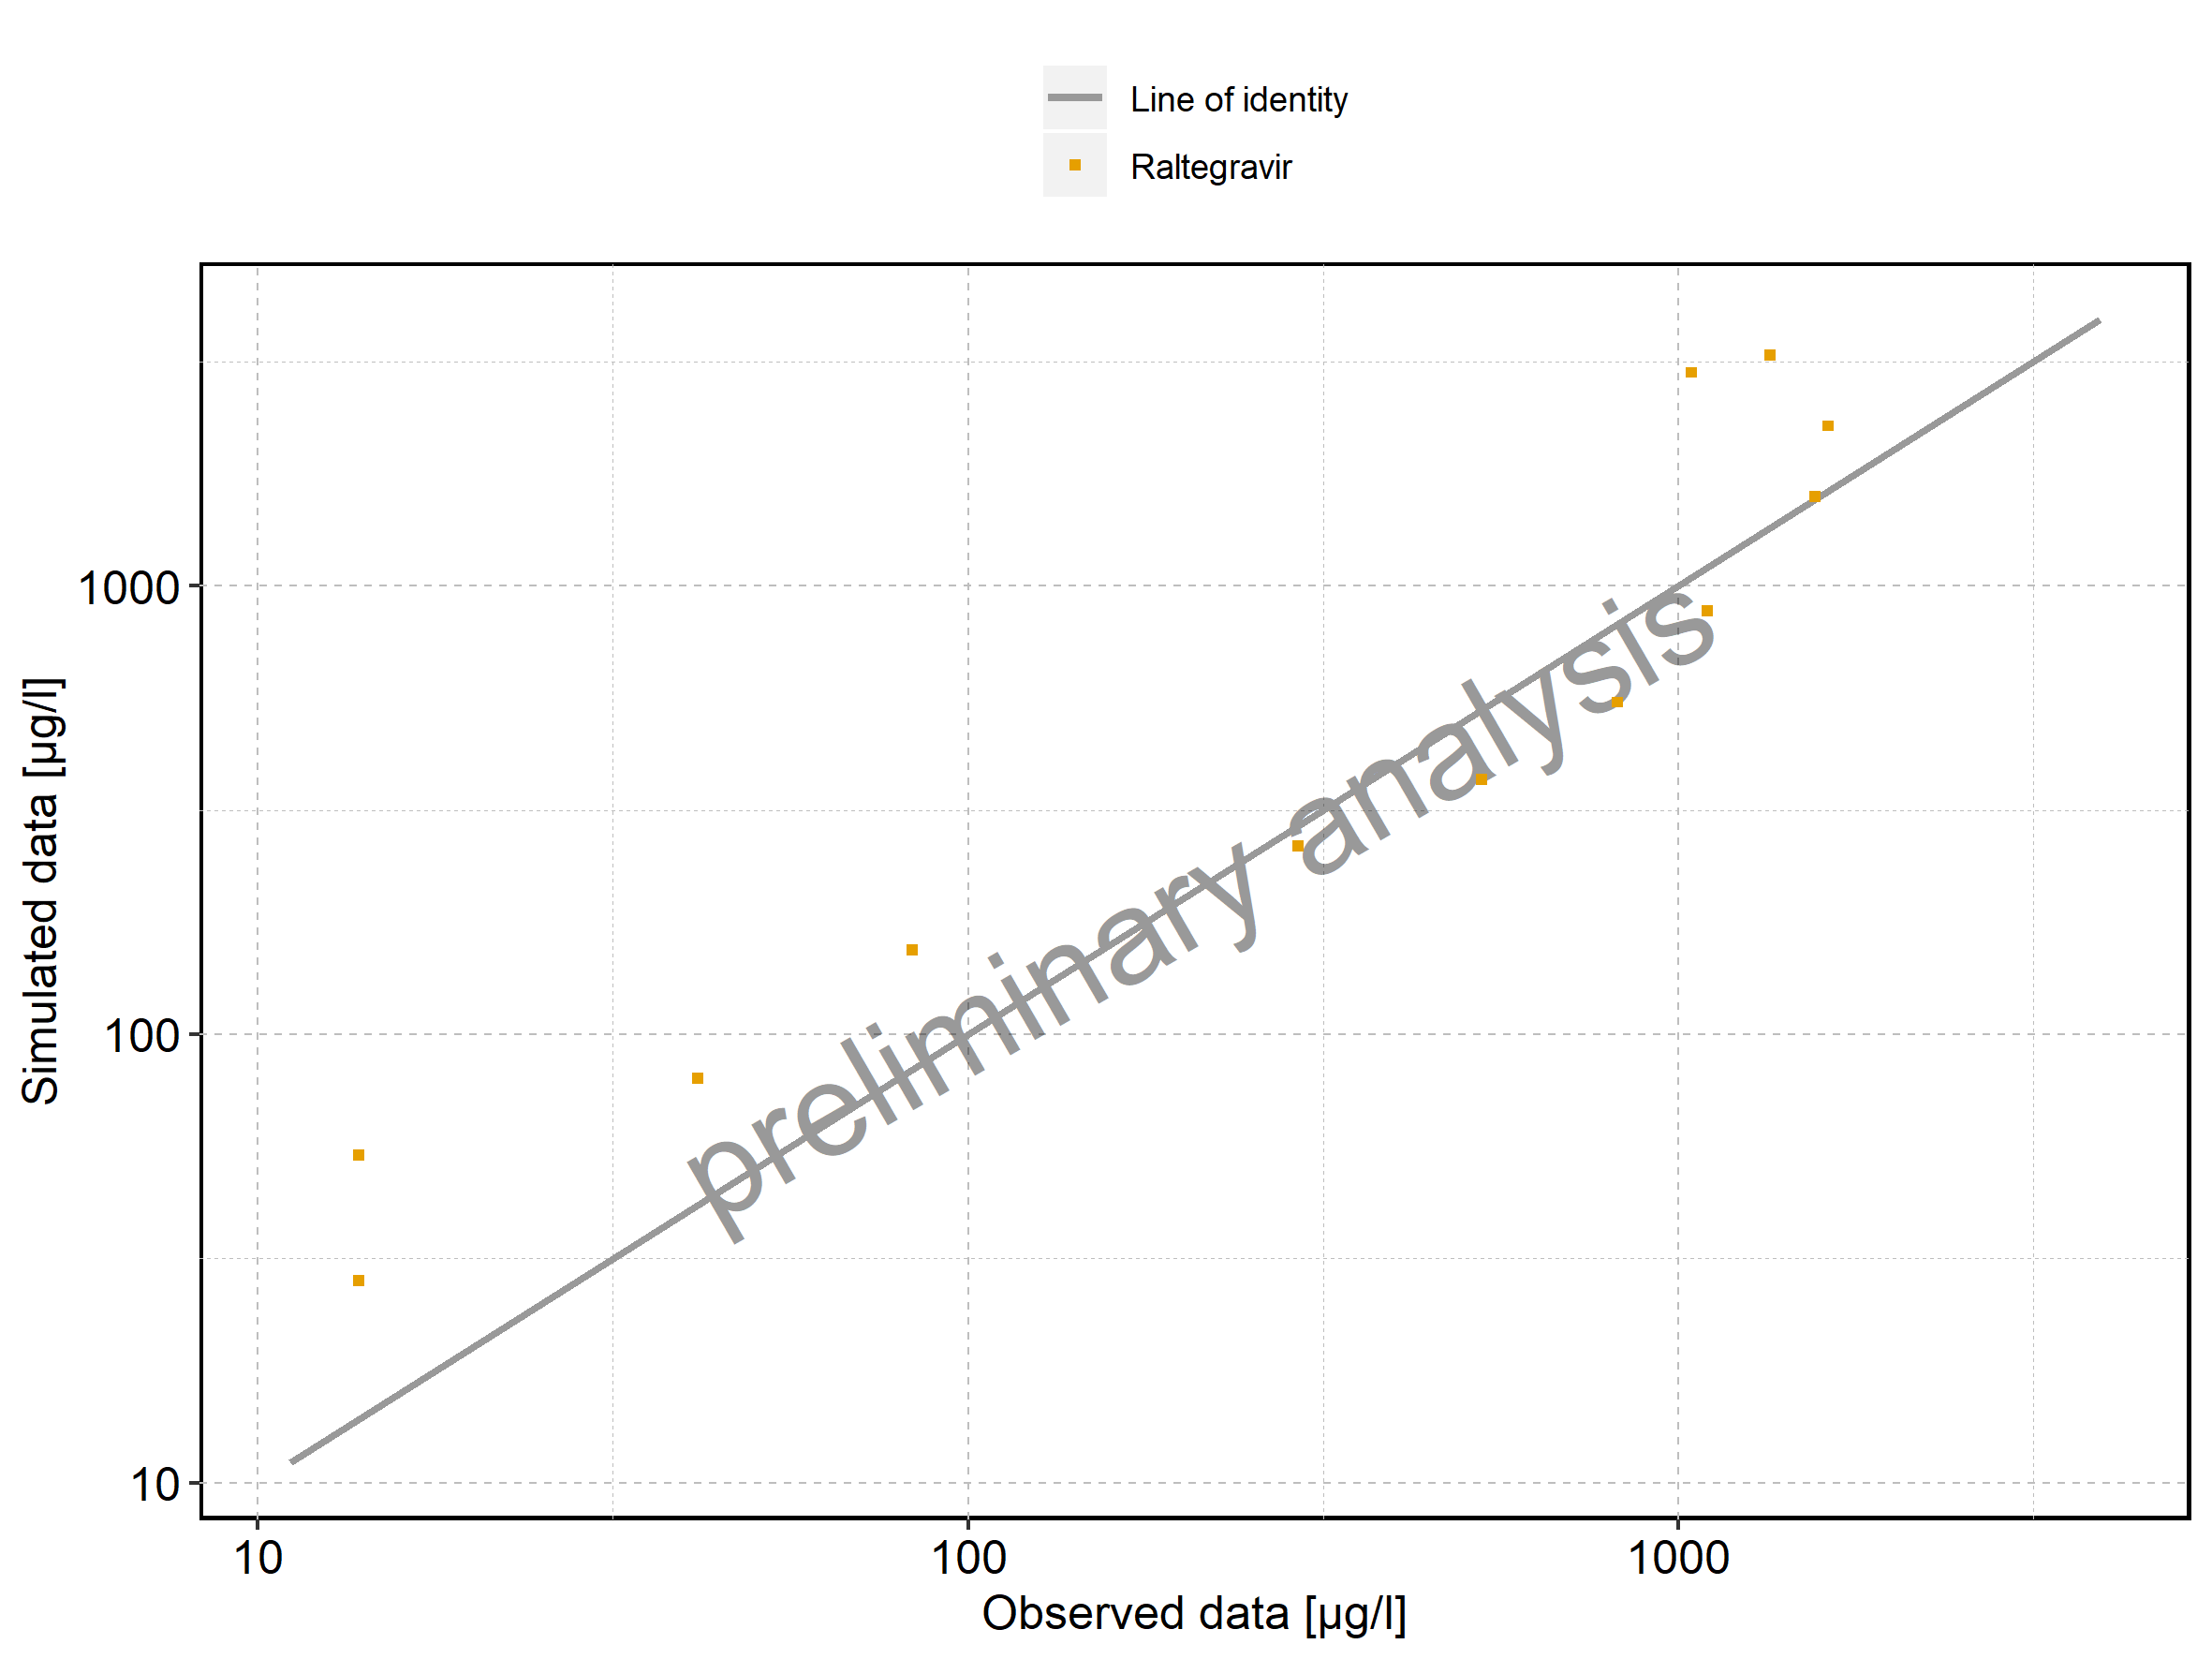 Line of identity
Raltegravir
Simulated data [µg/l]
1000
100
10
preliminary analysis
10 100 1000
Observed data [µg/l]